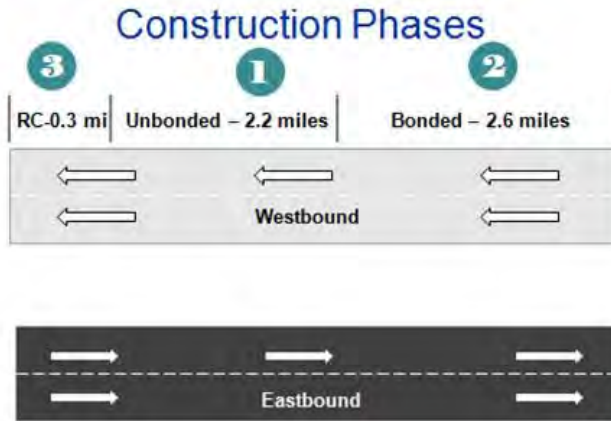 Construction Phases
3 1 2
RC-0.3 mi Unbonded – 2.2 miles Bonded – 2.6 miles
Westbound
Eastbound